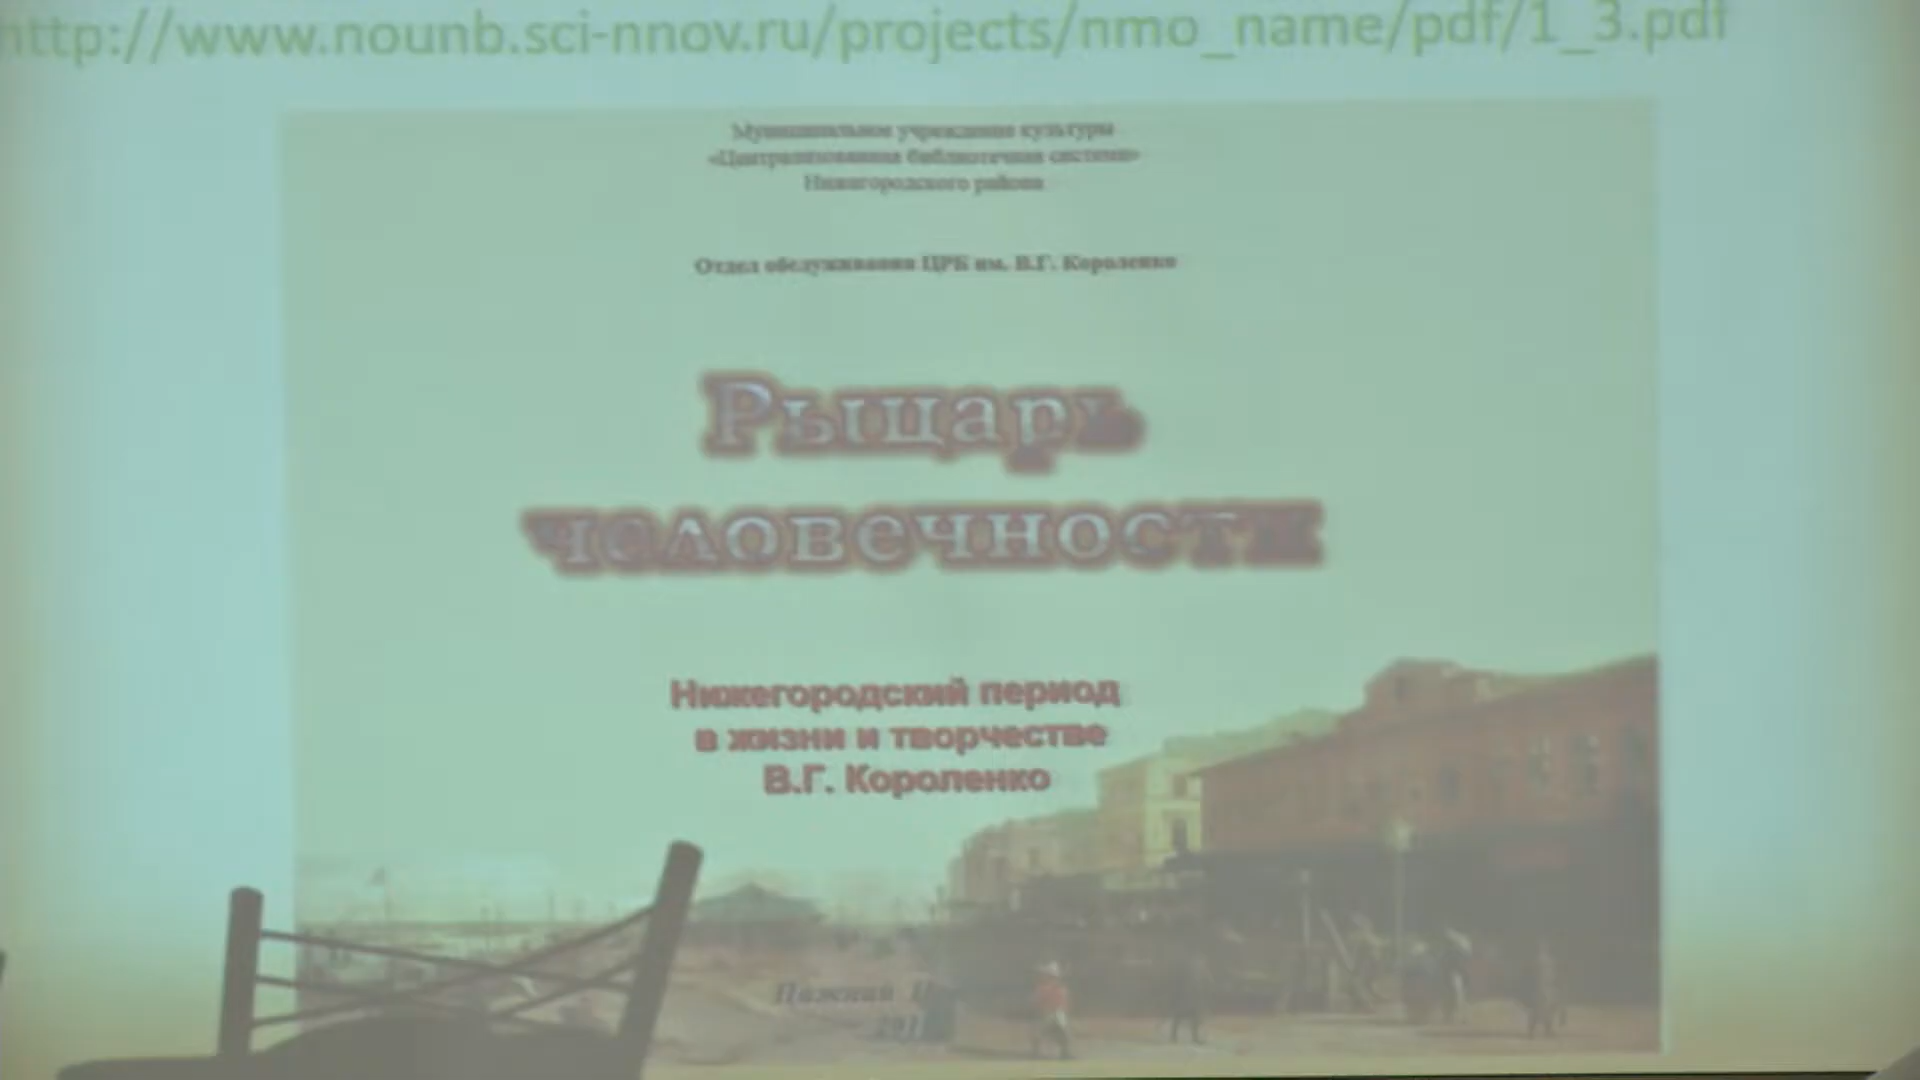 http://www.nounb.sci-nnov.ru/projects/nmo_name/pdf/1_3.pdf
Муниципальное учреждение культуры
«Централизованная библиотечная система»
Нижегородского района
Отдел обслуживания ЦРБ им. В.Г. Короленко
Рыцарь
человечности
Нижегородский период
в жизни и творчестве
В.Г. Короленко